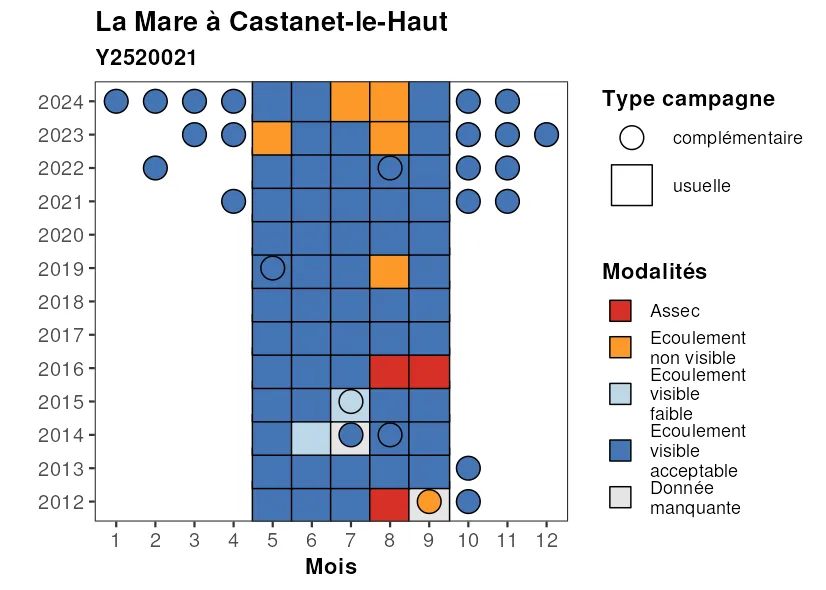 La Mare à Castanet-le-Haut
Y2520021
2024
2023
2022
2021
2020
2019
2018
2017
2016
2015
2014
2013
2012
1 2 3 4 5 6 7 8 9 10 11 12
Mois
Type campagne
complémentaire
usuelle
Modalités
Assec
Ecoulement
non visible
Ecoulement
visible
faible
Ecoulement
visible
acceptable
Donnée
manquante